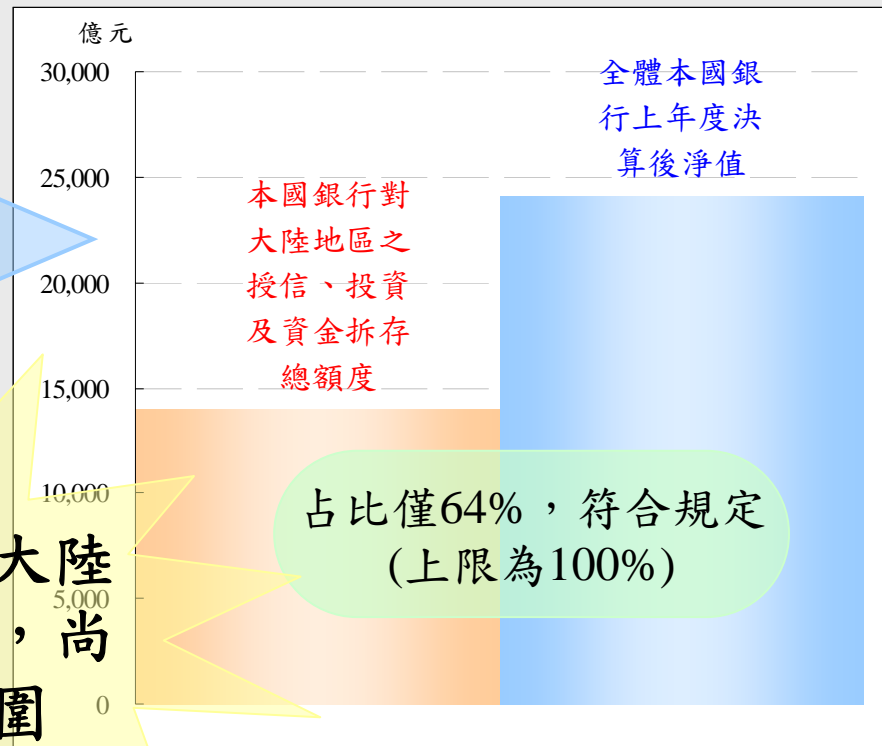 億元
30,000
25,000
20,000
15,000
10,000
5,000
0
本國銀行對
大陸地區之
授信、投資
及資金拆存
總額度
全體本國銀
行上年度決
算後淨值
占比僅64%，符合規定
(上限為100%)
大陸
，尚
圍